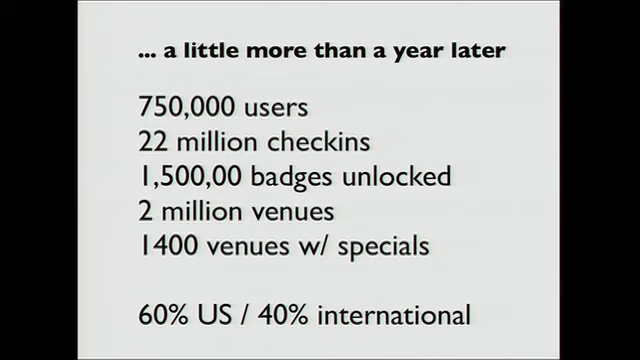 ... a little more than a year later
750,000 users
22 million checkins
1,500,00 badges unlocked
2 million venues
1400 venues w/ specials
60% US / 40% international